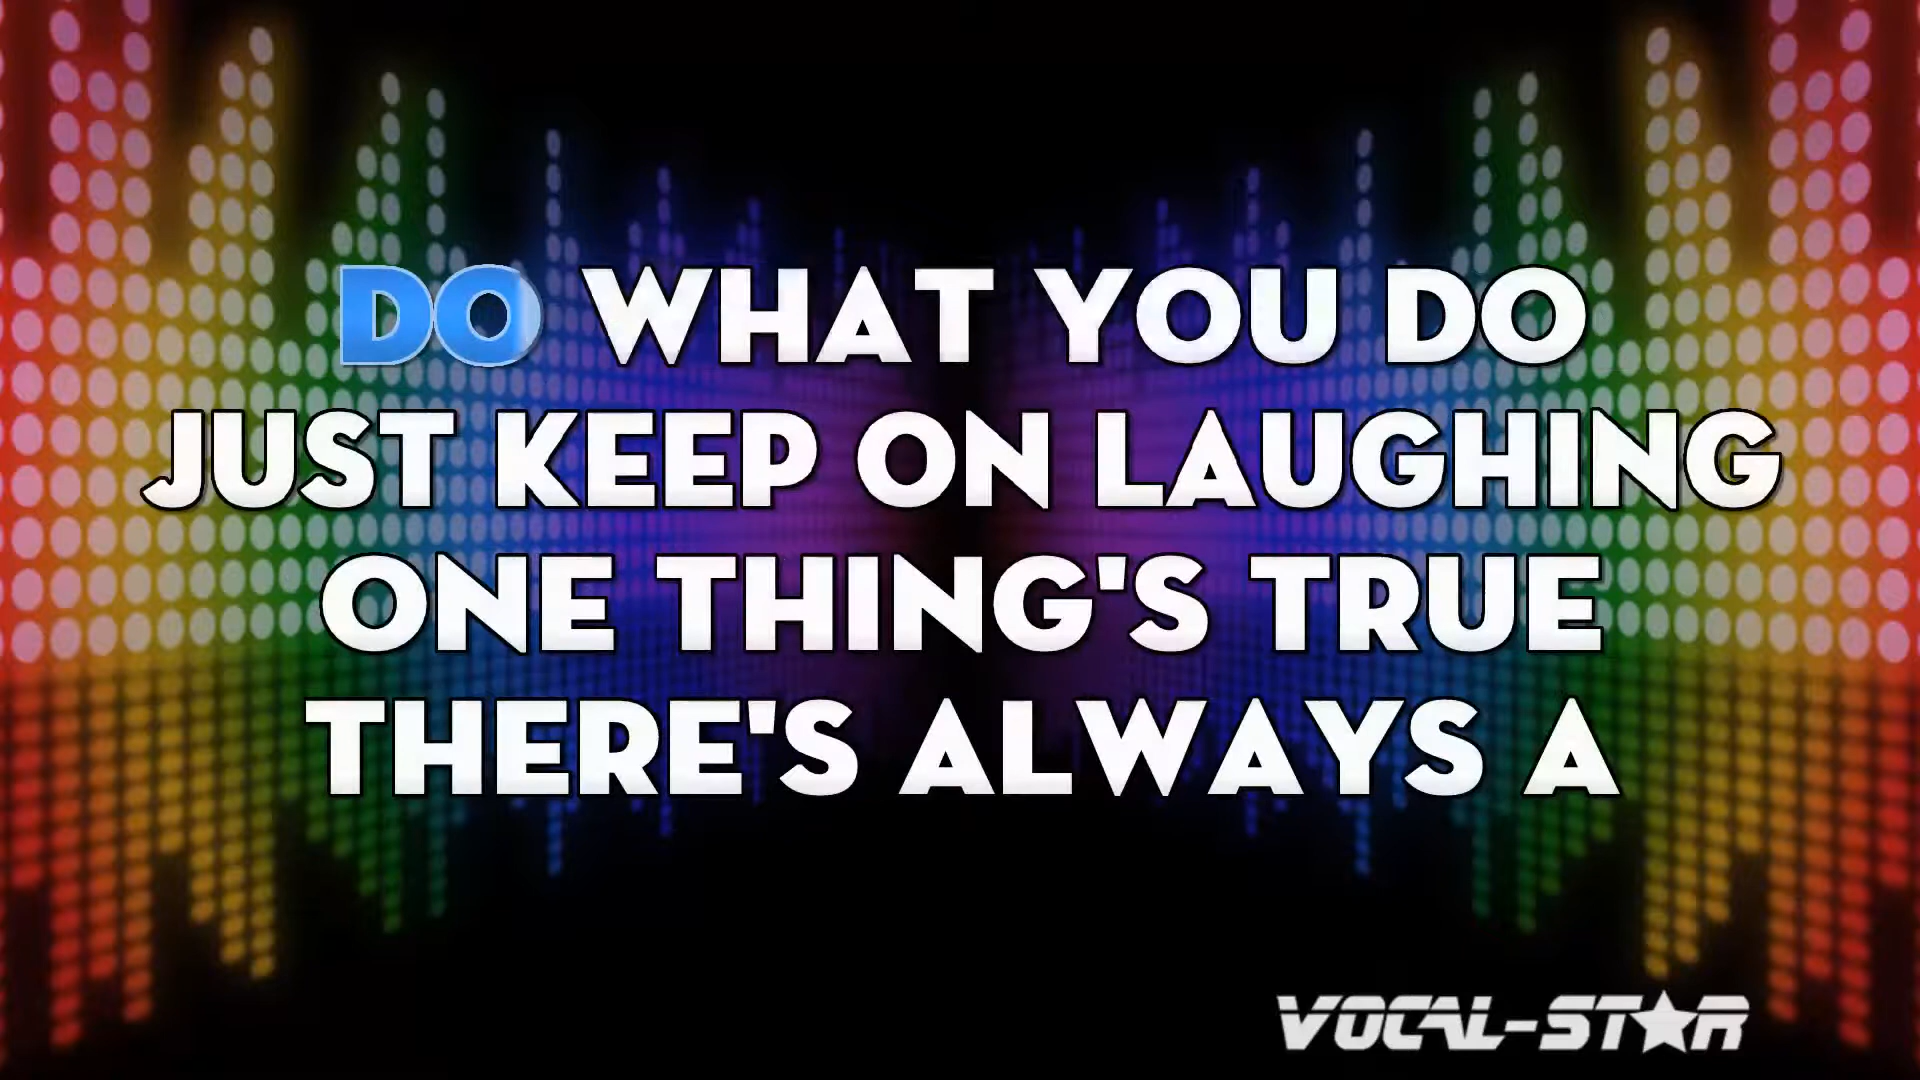 DO WHAT YOU DO
JUST KEEP ON LAUGHING
ONE THING'S TRUE
THERE'S ALWAYS A
VOCAL-STAR